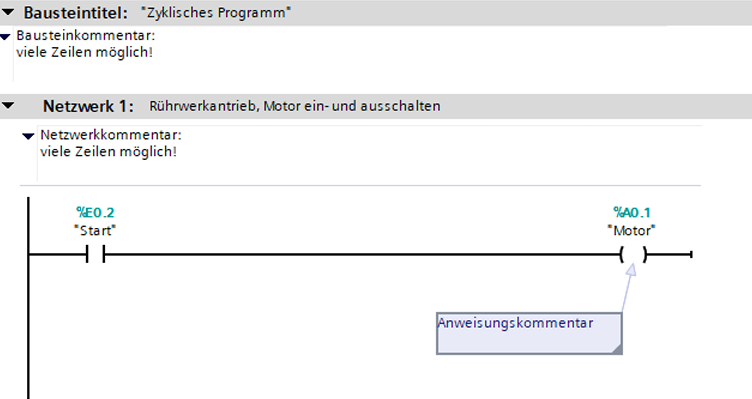 Bausteintitel: "Zyklisches Programm"
Bausteinkommentar:
viele Zeilen möglich!
Netzwerk 1: Rührwerkantrieb, Motor ein- und ausschalten
Netzwerkkommentar:
viele Zeilen möglich!
%E0.2 %A0.1
"Start" "Motor"
Anweisungskommentar